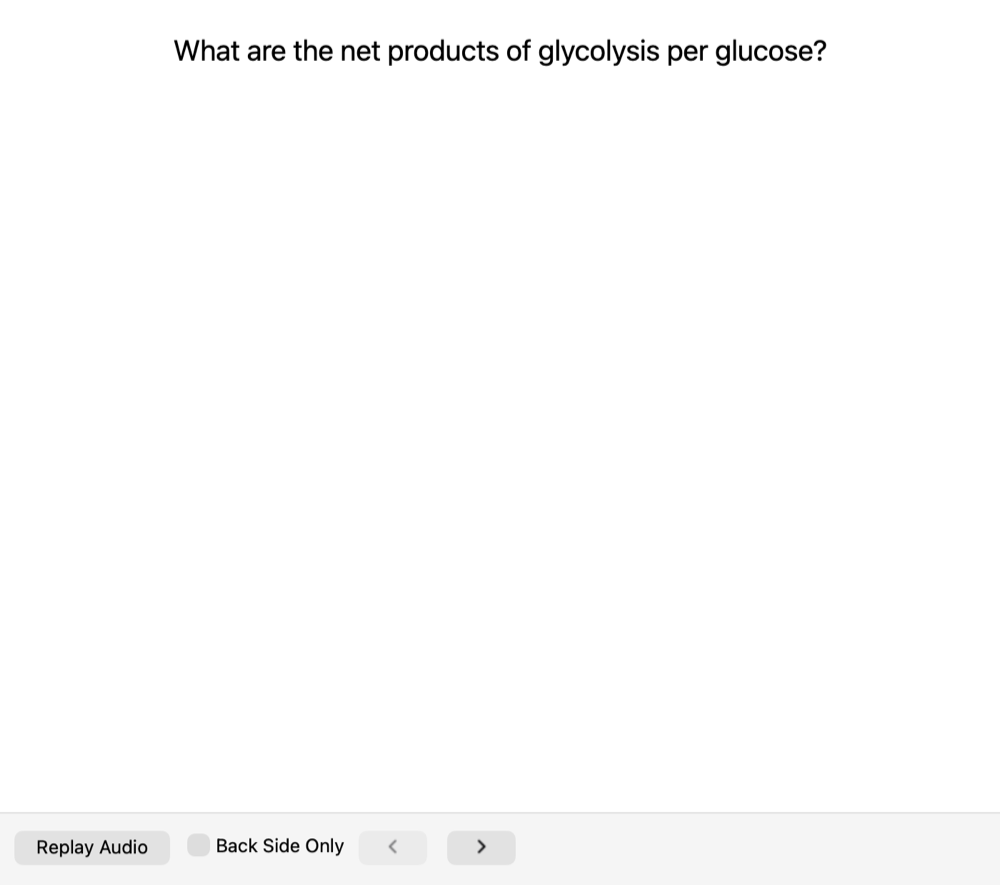 What are the net products of glycolysis per glucose?
Replay Audio
Back Side Only